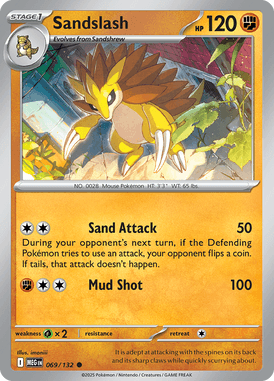 STAGE 1 Sandslash HP 120
Evolves from Sandshrew
NO. 0028 Mouse Pokémon HT: 3'3" WT: 65 lbs.
Sand Attack 50
During your opponent's next turn, if the Defending
Pokémon tries to use an attack, your opponent flips a coin.
If tails, that attack doesn't happen.
Mud Shot 100
weakness ×2 resistance retreat
Illus. imoniii
MEG EN 069/132
It is adept at attacking with the spines on its
back and its sharp claws while quickly scurrying about.
©2025 Pokémon / Nintendo / Creatures / GAME FREAK